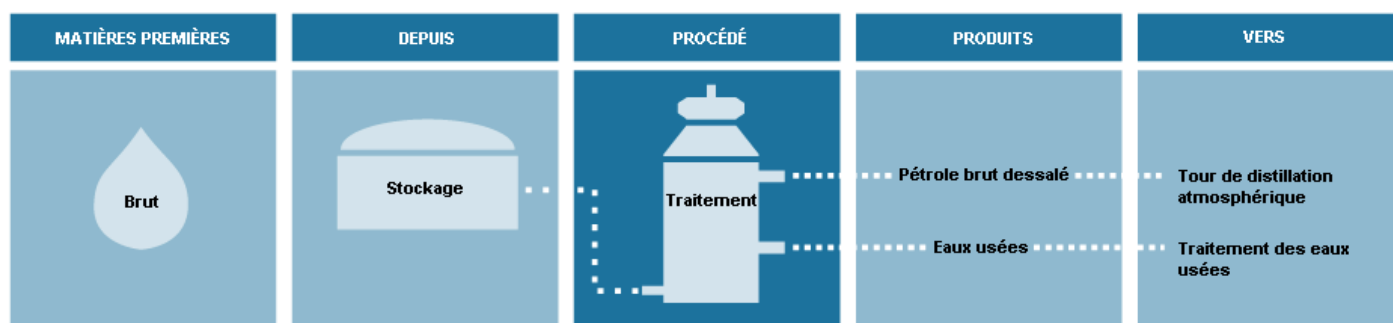 MATIÈRES PREMIÈRES
DEPUIS
PROCÉDÉ
PRODUITS
VERS
Brut
Stockage
Traitement
Pétrole brut dessalé
Tour de distillation
atmosphérique
Eaux usées
Traitement des eaux
usées